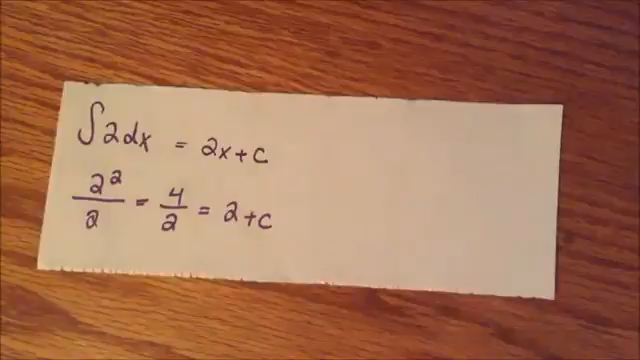 ∫2dx = 2x+c
2²/2 = 4/2 = 2+c